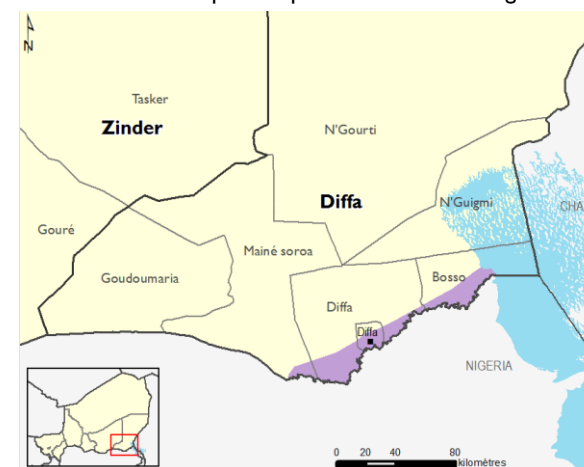 N
Tasker
Zinder
N'Gourti
Diffa
N'Guigmi
CHA
Gouré
Mainé soroa
Goudoumaria
Bosso
Diffa
Diffa
NIGERIA
0 20 40 80
kilomètres